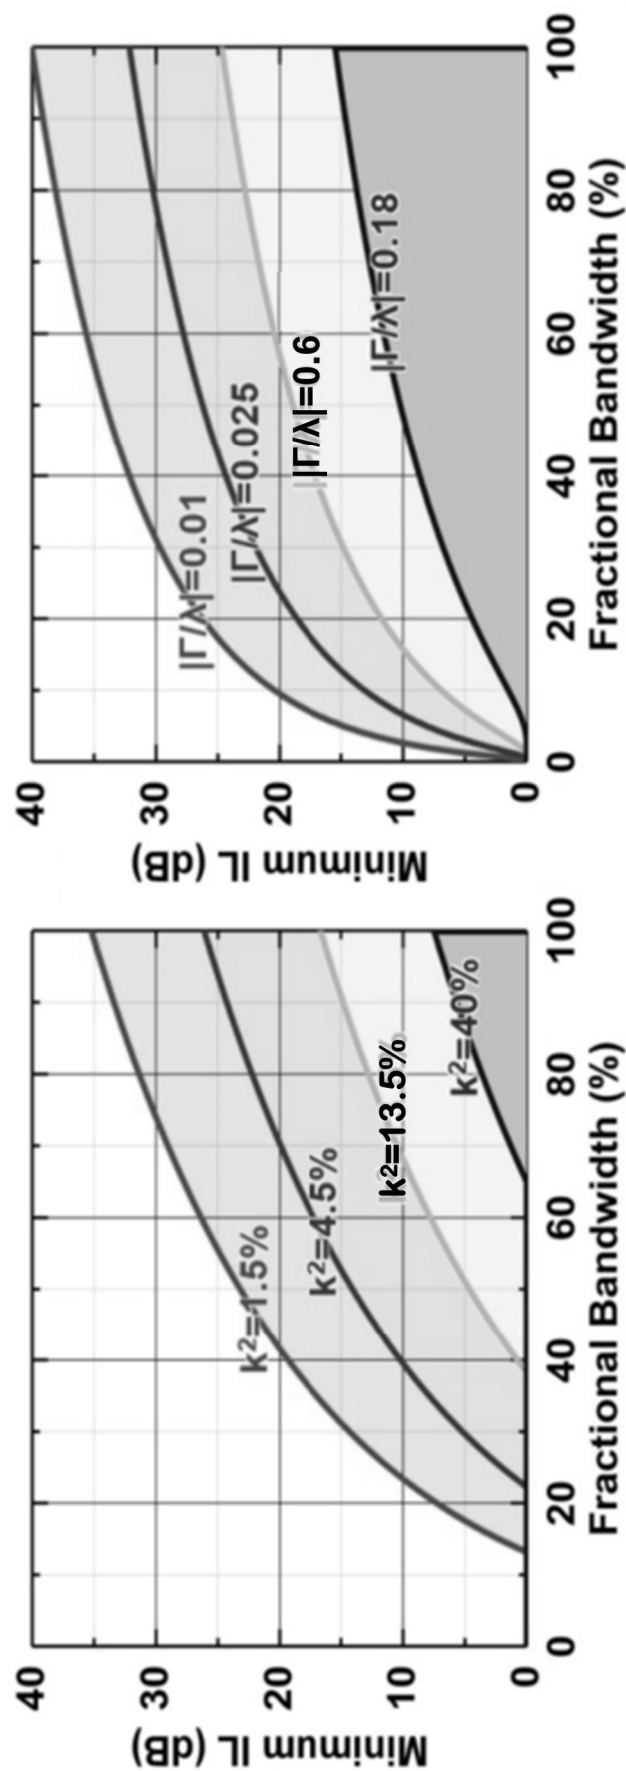 Minimum IL (dB)
40
30
20
10
0
k²=1.5%
k²=4.5%
k²=13.5%
k²=40%
0
20
40
60
80
100
Fractional Bandwidth (%)
Minimum IL (dB)
40
30
20
10
0
|Γ/λ|=0.01
|Γ/λ|=0.025
|Γ/λ|=0.6
|Γ/λ|=0.18
0
20
40
60
80
100
Fractional Bandwidth (%)